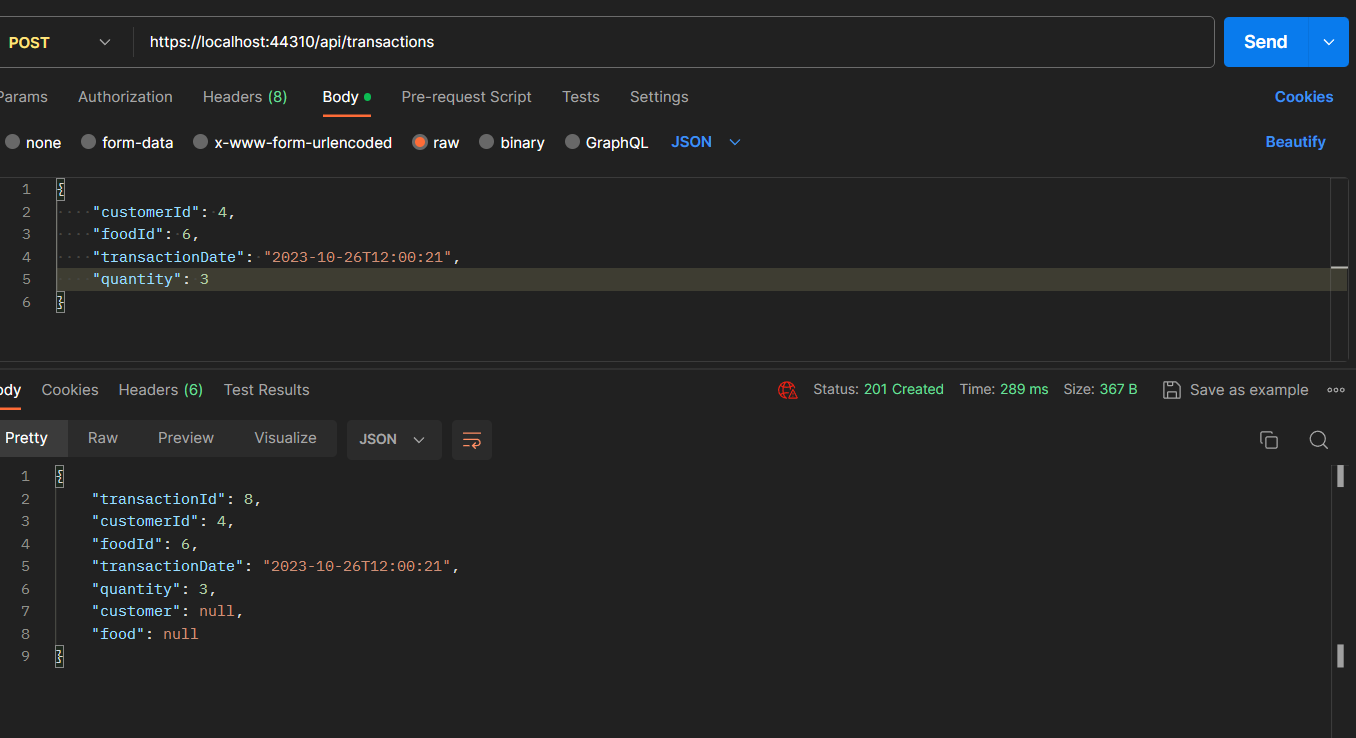 POST https://localhost:44310/api/transactions Send
Params Authorization Headers (8) Body Pre-request Script Tests Settings Cookies
none form-data x-www-form-urlencoded raw binary GraphQL JSON Beautify
1 {
2 "customerId": 4,
3 "foodId": 6,
4 "transactionDate": "2023-10-26T12:00:21",
5 "quantity": 3
6 }
ody Cookies Headers (6) Test Results Status: 201 Created Time: 289 ms Size: 367 B Save as example
Pretty Raw Preview Visualize JSON
1 {
2 "transactionId": 8,
3 "customerId": 4,
4 "foodId": 6,
5 "transactionDate": "2023-10-26T12:00:21",
6 "quantity": 3,
7 "customer": null,
8 "food": null
9 }